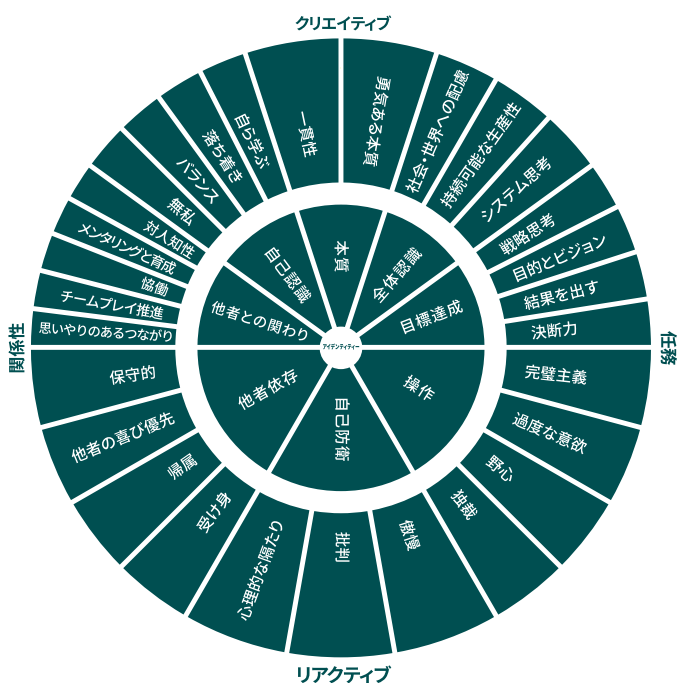 クリエイティブ
関係性
任務
リアクティブ
思いやりのあるつながり
チームプレイ推進
協働
メンタリングと育成
対人知性
無私
バランス
落ち着き
自ら学ぶ
一貫性
勇気ある本質
社会・世界への配慮
持続可能な生産性
システム思考
戦略思考
目的とビジョン
結果を出す
決断力
他者との関わり
自己認識
本質
全体認識
目標達成
アイデンティティー
他者依存
自己防衛
操作
保守的
他者の喜び優先
帰属
受け身
心理的な隔たり
批判
傲慢
独裁
野心
過度な意欲
完璧主義